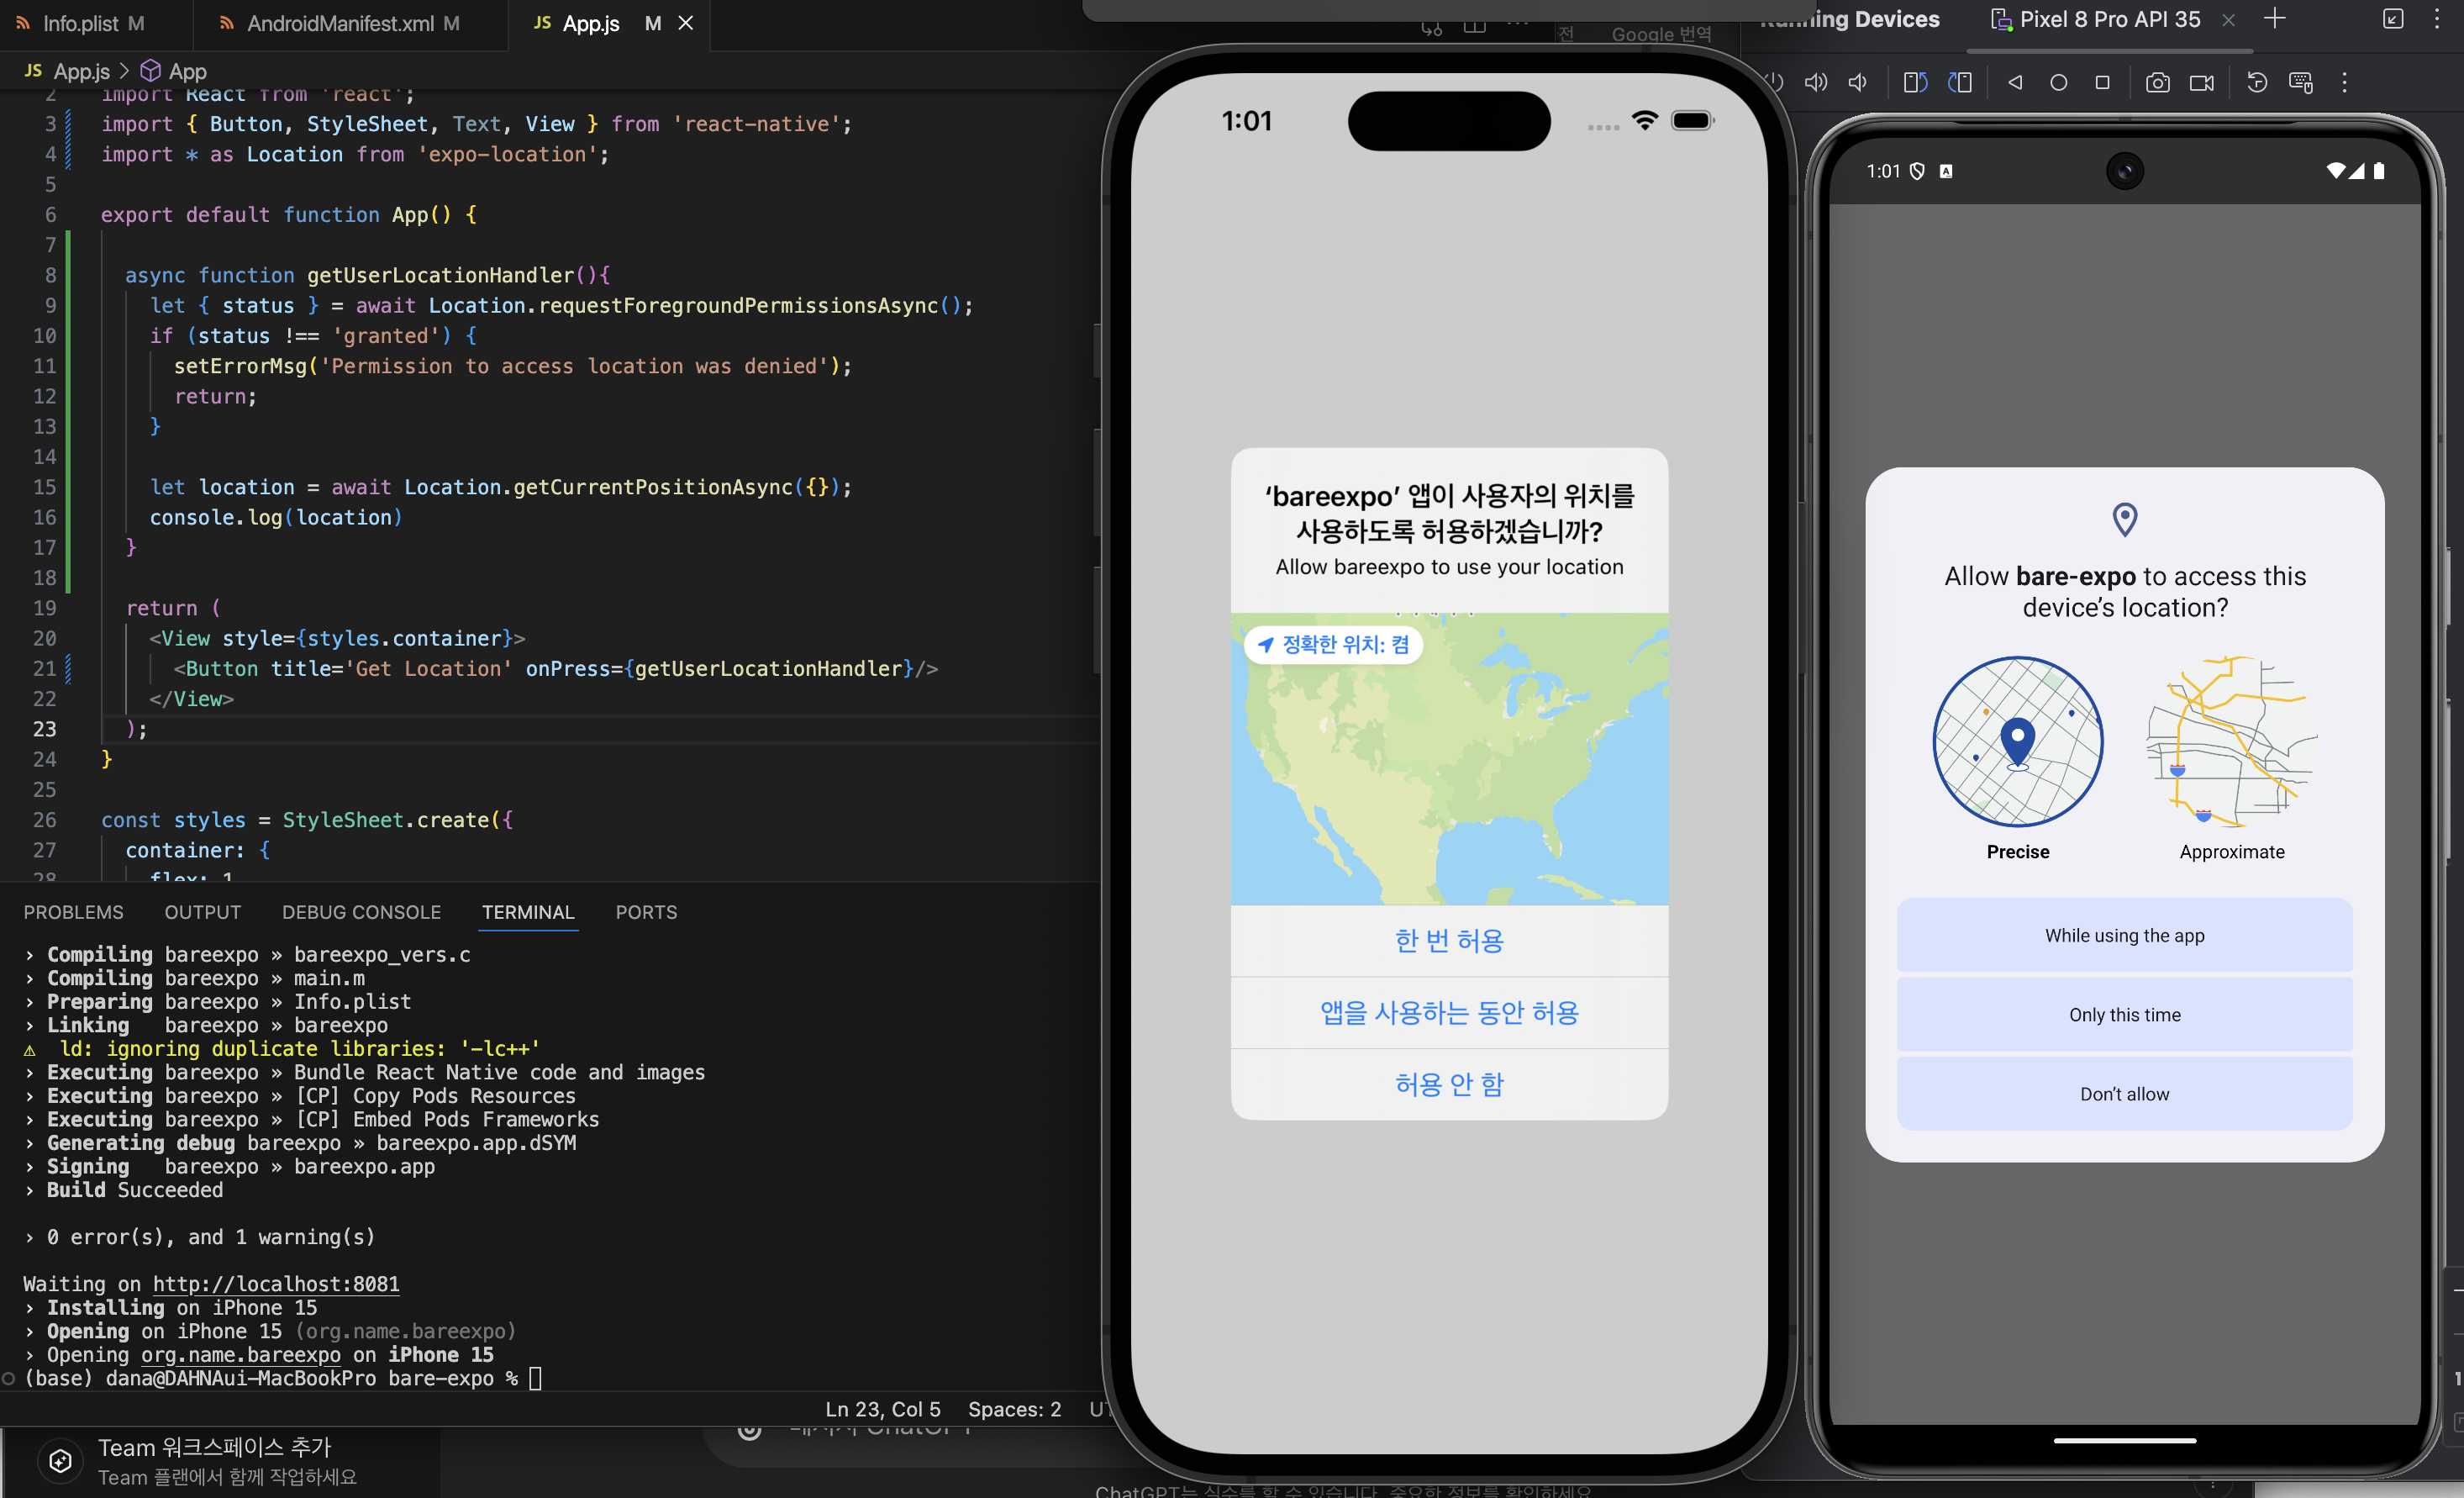 Info.plist M
AndroidManifest.xml M
JS App.js M
JS App.js > App
2 import React from 'react';
3 import { Button, StyleSheet, Text, View } from 'react-native';
4 import * as Location from 'expo-location';
5
6 export default function App() {
7
8 async function getUserLocationHandler(){
9 let { status } = await Location.requestForegroundPermissionsAsync();
10 if (status !== 'granted') {
11 setErrorMsg('Permission to access location was denied');
12 return;
13 }
14
15 let location = await Location.getCurrentPositionAsync({});
16 console.log(location)
17 }
18
19 return (
20 <View style={styles.container}>
21 <Button title='Get Location' onPress={getUserLocationHandler}/>
22 </View>
23 );
24 }
25
26 const styles = StyleSheet.create({
27 container: {
28 flex: 1
PROBLEMS OUTPUT DEBUG CONSOLE TERMINAL PORTS
› Compiling bareexpo » bareexpo_vers.c
› Compiling bareexpo » main.m
› Preparing bareexpo » Info.plist
› Linking bareexpo » bareexpo
⚠ ld: ignoring duplicate libraries: '-lc++'
› Executing bareexpo » Bundle React Native code and images
› Executing bareexpo » [CP] Copy Pods Resources
› Executing bareexpo » [CP] Embed Pods Frameworks
› Generating debug bareexpo » bareexpo.app.dSYM
› Signing bareexpo » bareexpo.app
› Build Succeeded
› 0 error(s), and 1 warning(s)
Waiting on http://localhost:8081
› Installing on iPhone 15
› Opening on iPhone 15 (org.name.bareexpo)
› Opening org.name.bareexpo on iPhone 15
(base) dana@DAHNAui-MacBookPro bare-expo %
Ln 23, Col 5 Spaces: 2
Team 워크스페이스 추가
Team 플랜에서 함께 작업하세요
ChatGPT는 실수를 할 수 있습니다. 중요한 정보를 확인하세요
전 Google 번역
1:01
‘bareexpo’ 앱이 사용자의 위치를
사용하도록 허용하겠습니까?
Allow bareexpo to use your location
정확한 위치: 켬
한 번 허용
앱을 사용하는 동안 허용
허용 안 함
Running Devices
Pixel 8 Pro API 35
1:01
A
Allow bare-expo to access this
device’s location?
Precise
Approximate
While using the app
Only this time
Don’t allow